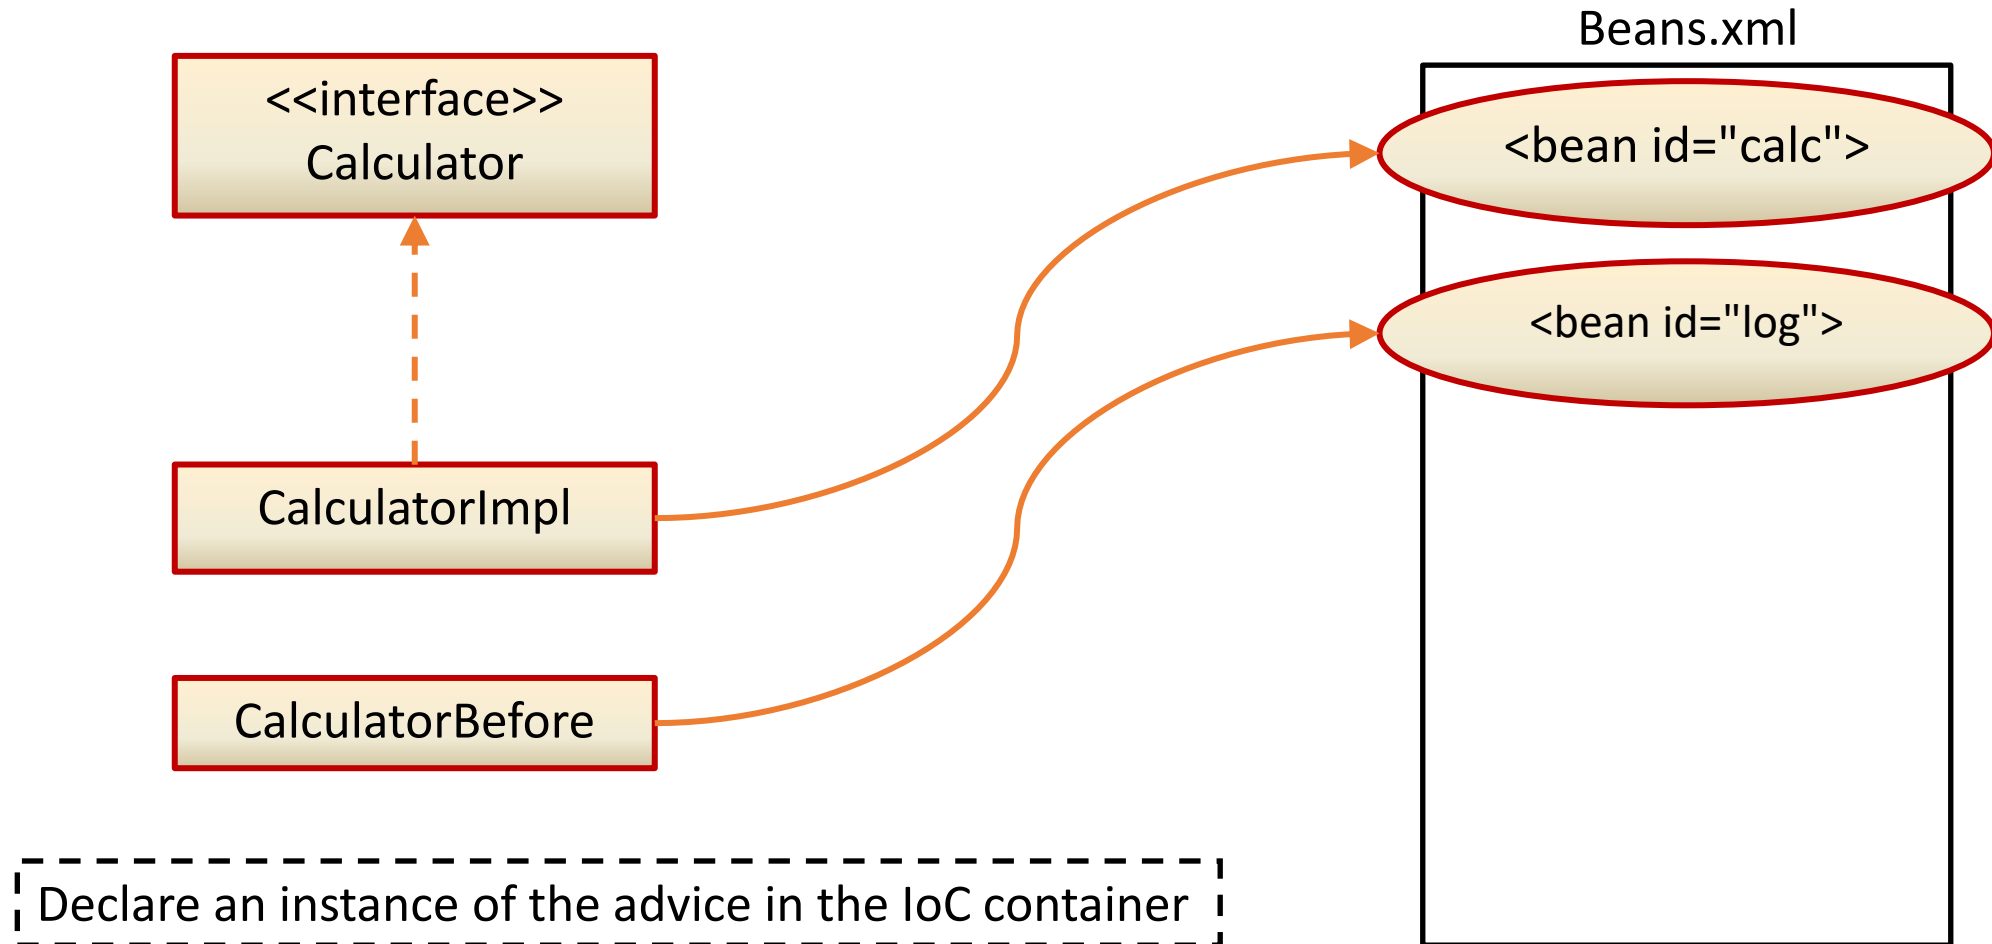 Beans.xml
<<interface>>
Calculator
<bean id="calc">
<bean id="log">
CalculatorImpl
CalculatorBefore
Declare an instance of the advice in the IoC container